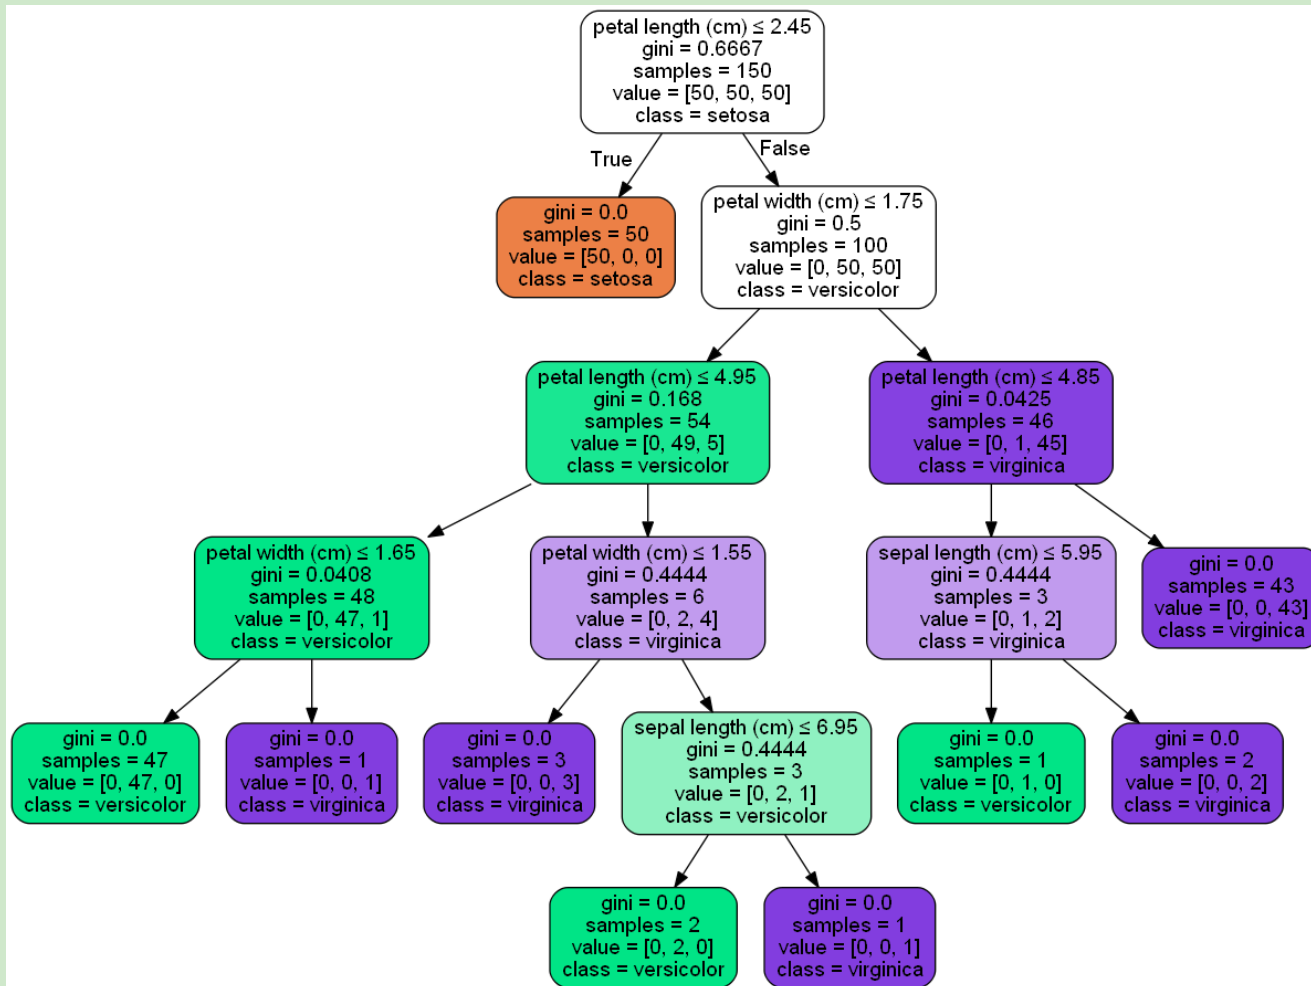 petal length (cm) ≤ 2.45
gini = 0.6667
samples = 150
value = [50, 50, 50]
class = setosa
True
False
gini = 0.0
samples = 50
value = [50, 0, 0]
class = setosa
petal width (cm) ≤ 1.75
gini = 0.5
samples = 100
value = [0, 50, 50]
class = versicolor
petal length (cm) ≤ 4.95
gini = 0.168
samples = 54
value = [0, 49, 5]
class = versicolor
petal length (cm) ≤ 4.85
gini = 0.0425
samples = 46
value = [0, 1, 45]
class = virginica
petal width (cm) ≤ 1.65
gini = 0.0408
samples = 48
value = [0, 47, 1]
class = versicolor
petal width (cm) ≤ 1.55
gini = 0.4444
samples = 6
value = [0, 2, 4]
class = virginica
sepal length (cm) ≤ 5.95
gini = 0.4444
samples = 3
value = [0, 1, 2]
class = virginica
gini = 0.0
samples = 43
value = [0, 0, 43]
class = virginica
gini = 0.0
samples = 47
value = [0, 47, 0]
class = versicolor
gini = 0.0
samples = 1
value = [0, 0, 1]
class = virginica
gini = 0.0
samples = 3
value = [0, 0, 3]
class = virginica
sepal length (cm) ≤ 6.95
gini = 0.4444
samples = 3
value = [0, 2, 1]
class = versicolor
gini = 0.0
samples = 1
value = [0, 1, 0]
class = versicolor
gini = 0.0
samples = 2
value = [0, 0, 2]
class = virginica
gini = 0.0
samples = 2
value = [0, 2, 0]
class = versicolor
gini = 0.0
samples = 1
value = [0, 0, 1]
class = virginica